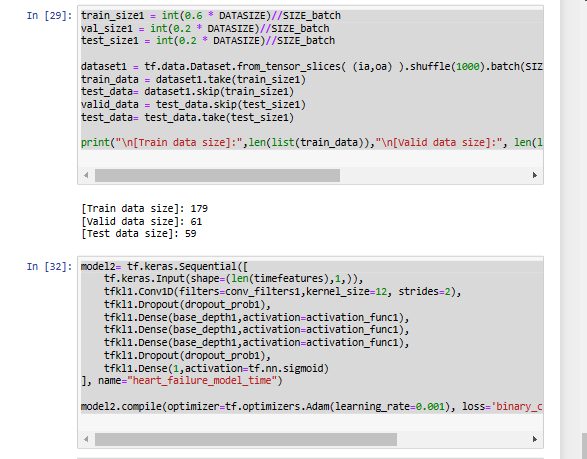 In [29]: train_size1 = int(0.6 * DATASIZE)//SIZE_batch
val_size1 = int(0.2 * DATASIZE)//SIZE_batch
test_size1 = int(0.2 * DATASIZE)//SIZE_batch
dataset1 = tf.data.Dataset.from_tensor_slices( (ia,oa) ).shuffle(1000).batch(SIZ
train_data = dataset1.take(train_size1)
test_data= dataset1.skip(train_size1)
valid_data = test_data.skip(test_size1)
test_data= test_data.take(test_size1)
print("\n[Train data size]:",len(list(train_data)),"\n[Valid data size]:", len(l
[Train data size]: 179
[Valid data size]: 61
[Test data size]: 59
In [32]: model2= tf.keras.Sequential([
tf.keras.Input(shape=(len(timefeatures),1,)),
tfkl1.Conv1D(filters=conv_filters1,kernel_size=12, strides=2),
tfkl1.Dropout(dropout_prob1),
tfkl1.Dense(base_depth1,activation=activation_func1),
tfkl1.Dense(base_depth1,activation=activation_func1),
tfkl1.Dense(base_depth1,activation=activation_func1),
tfkl1.Dropout(dropout_prob1),
tfkl1.Dense(1,activation=tf.nn.sigmoid)
], name="heart_failure_model_time")
model2.compile(optimizer=tf.optimizers.Adam(learning_rate=0.001), loss='binary_c